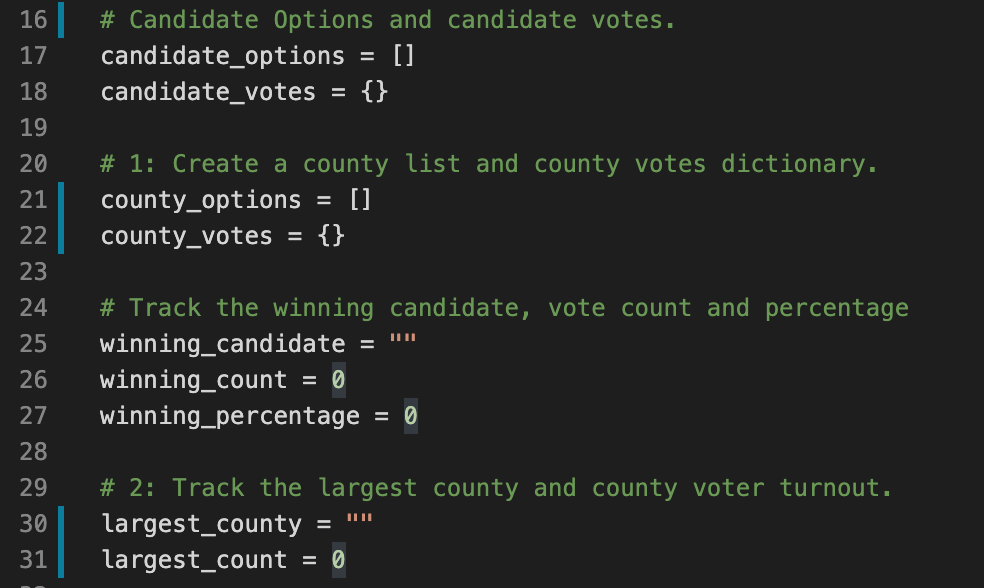 16 # Candidate Options and candidate votes.
17 candidate_options = []
18 candidate_votes = {}
19
20 # 1: Create a county list and county votes dictionary.
21 county_options = []
22 county_votes = {}
23
24 # Track the winning candidate, vote count and percentage
25 winning_candidate = ""
26 winning_count = 0
27 winning_percentage = 0
28
29 # 2: Track the largest county and county voter turnout.
30 largest_county = ""
31 largest_count = 0